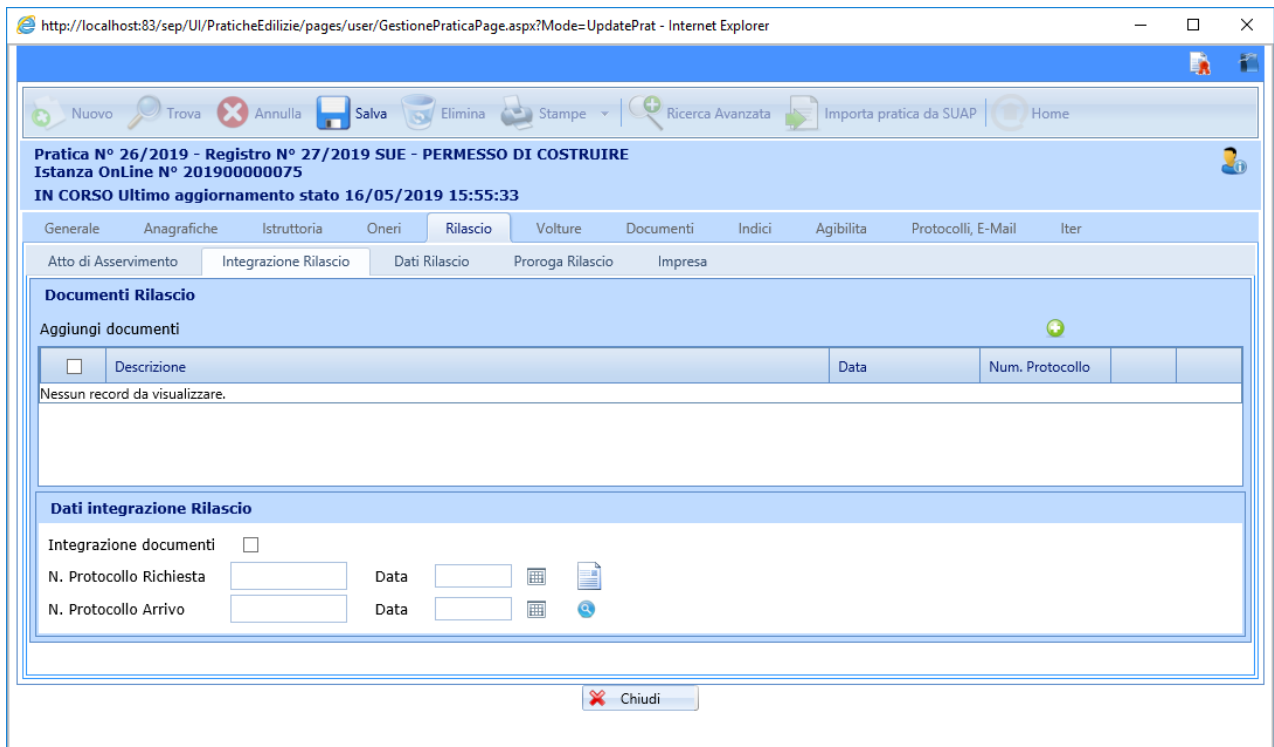 http://localhost:83/sep/UI/PraticheEdilizie/pages/user/GestionePraticaPage.aspx?Mode=UpdatePrat - Internet Explorer
Nuovo Trova Annulla Salva Elimina Stampe Ricerca Avanzata Importa pratica da SUAP Home
Pratica N° 26/2019 - Registro N° 27/2019 SUE - PERMESSO DI COSTRUIRE
Istanza OnLine N° 201900000075
IN CORSO Ultimo aggiornamento stato 16/05/2019 15:55:33
Generale Anagrafiche Istruttoria Oneri Rilascio Volture Documenti Indici Agibilita Protocolli, E-Mail Iter
Atto di Asservimento Integrazione Rilascio Dati Rilascio Proroga Rilascio Impresa
Documenti Rilascio
Aggiungi documenti
Descrizione Data Num. Protocollo
Nessun record da visualizzare.
Dati integrazione Rilascio
Integrazione documenti
N. Protocollo Richiesta Data
N. Protocollo Arrivo Data
Chiudi